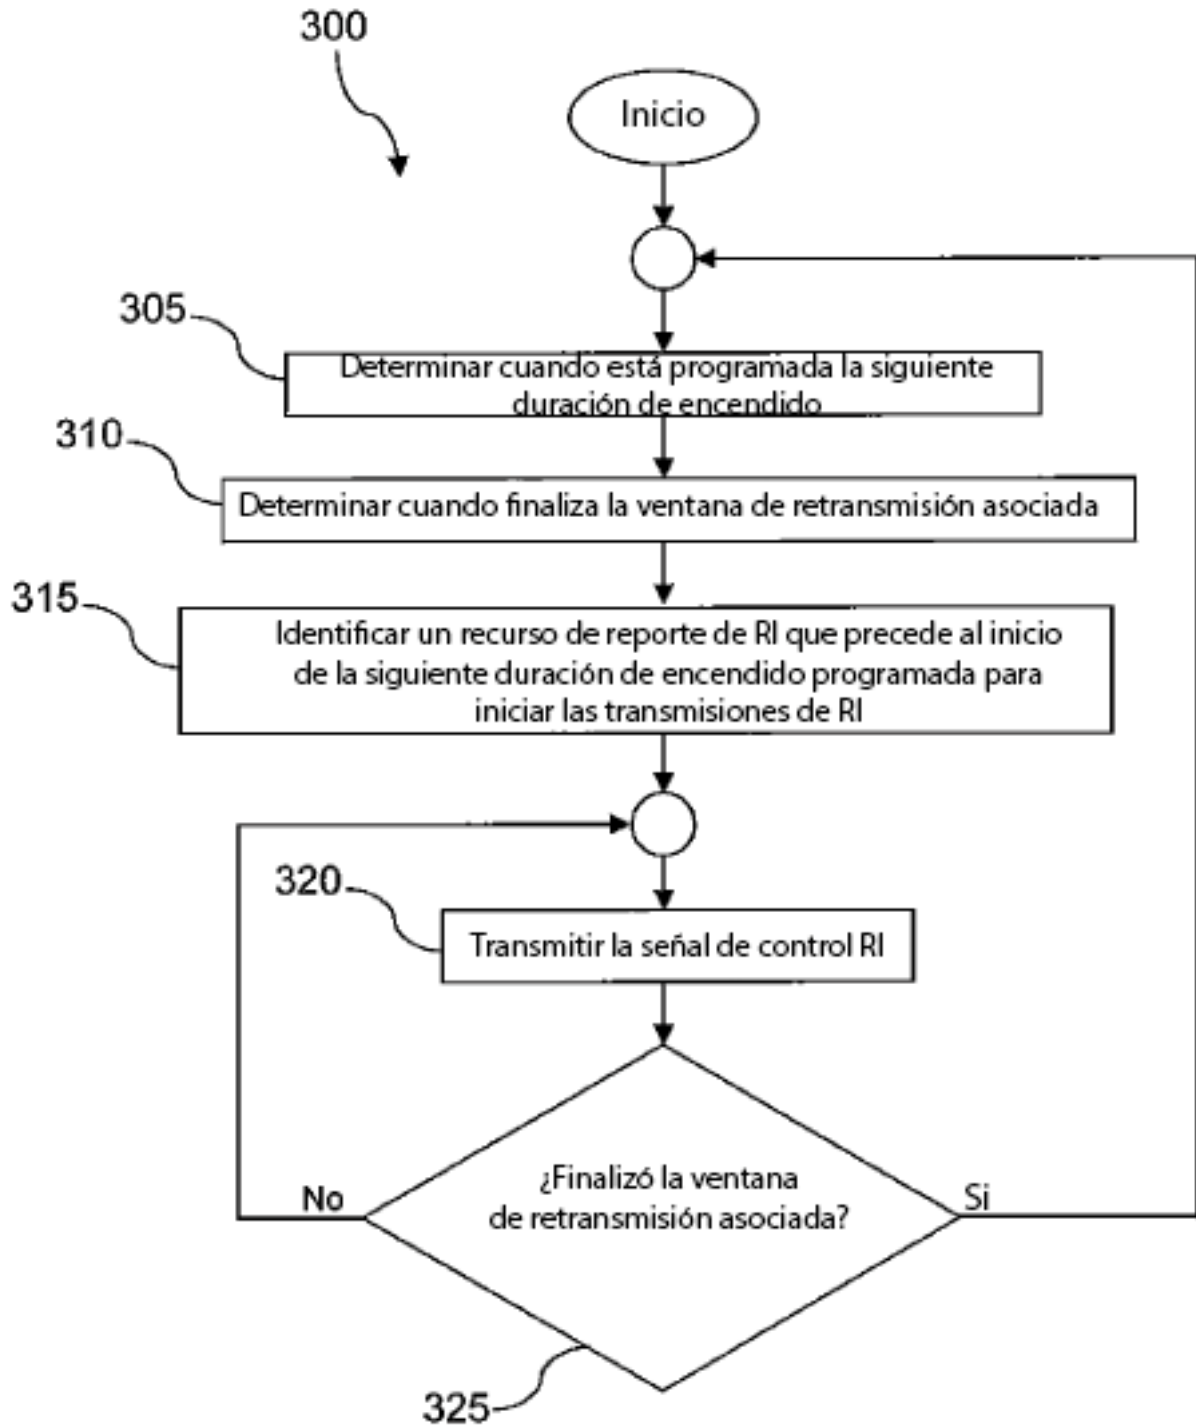 300
Inicio
305
Determinar cuando está programada la siguiente
duración de encendido
310
Determinar cuando finaliza la ventana de retransmisión asociada
315
Identificar un recurso de reporte de RI que precede al inicio
de la siguiente duración de encendido programada para
iniciar las transmisiones de RI
320
Transmitir la señal de control RI
¿Finalizó la ventana
de retransmisión asociada?
No
Si
325